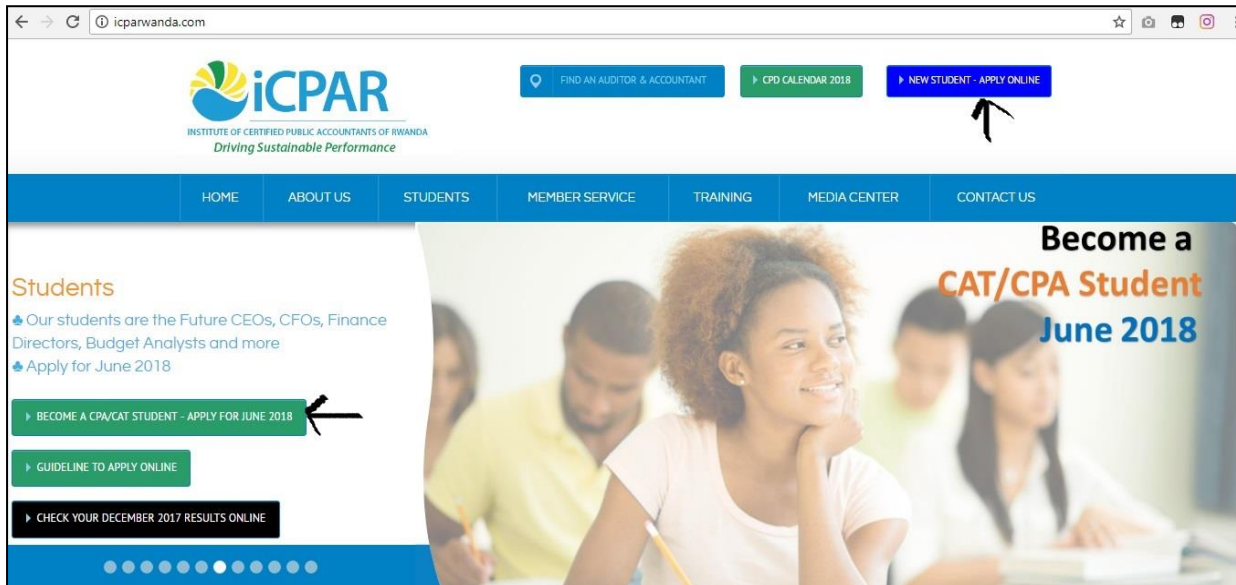 icparwanda.com
iCPAR
INSTITUTE OF CERTIFIED PUBLIC ACCOUNTANTS OF RWANDA
Driving Sustainable Performance
FIND AN AUDITOR & ACCOUNTANT
CPD CALENDAR 2018
NEW STUDENT - APPLY ONLINE
HOME
ABOUT US
STUDENTS
MEMBER SERVICE
TRAINING
MEDIA CENTER
CONTACT US
Students
Our students are the Future CEOs, CFOs, Finance
Directors, Budget Analysts and more
Apply for June 2018
BECOME A CPA/CAT STUDENT - APPLY FOR JUNE 2018
GUIDELINE TO APPLY ONLINE
CHECK YOUR DECEMBER 2017 RESULTS ONLINE
Become a
CAT/CPA Student
June 2018